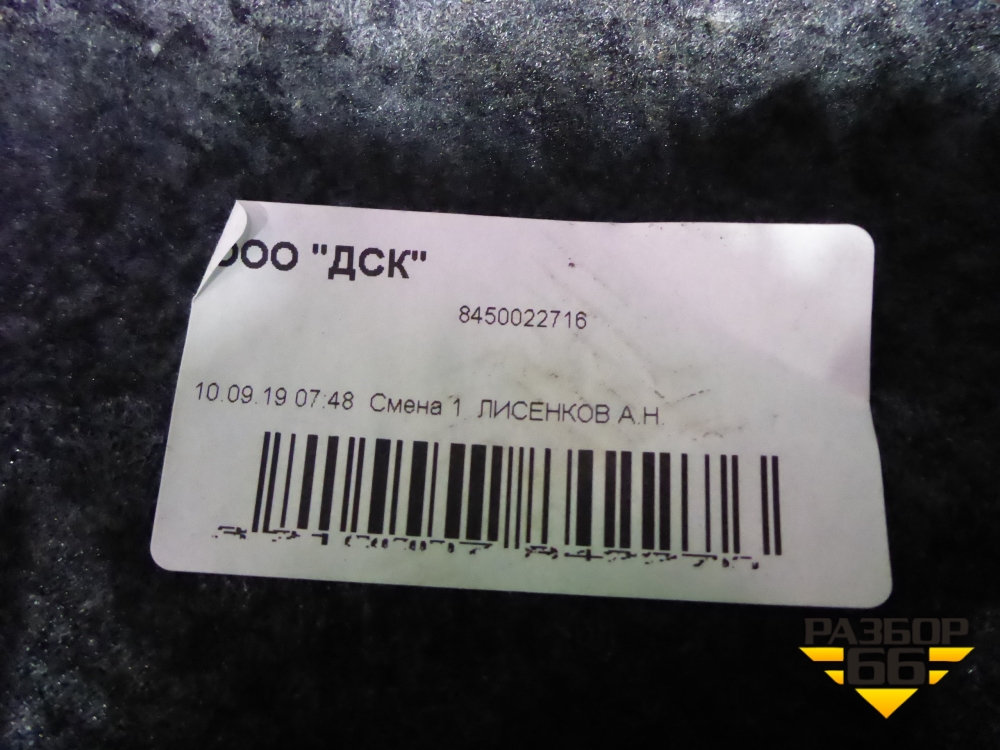 ООО "ДСК"
8450022716
10.09.19 07:48 Смена 1 ЛИСЕНКОВ А.Н.
РАЗБОР
66